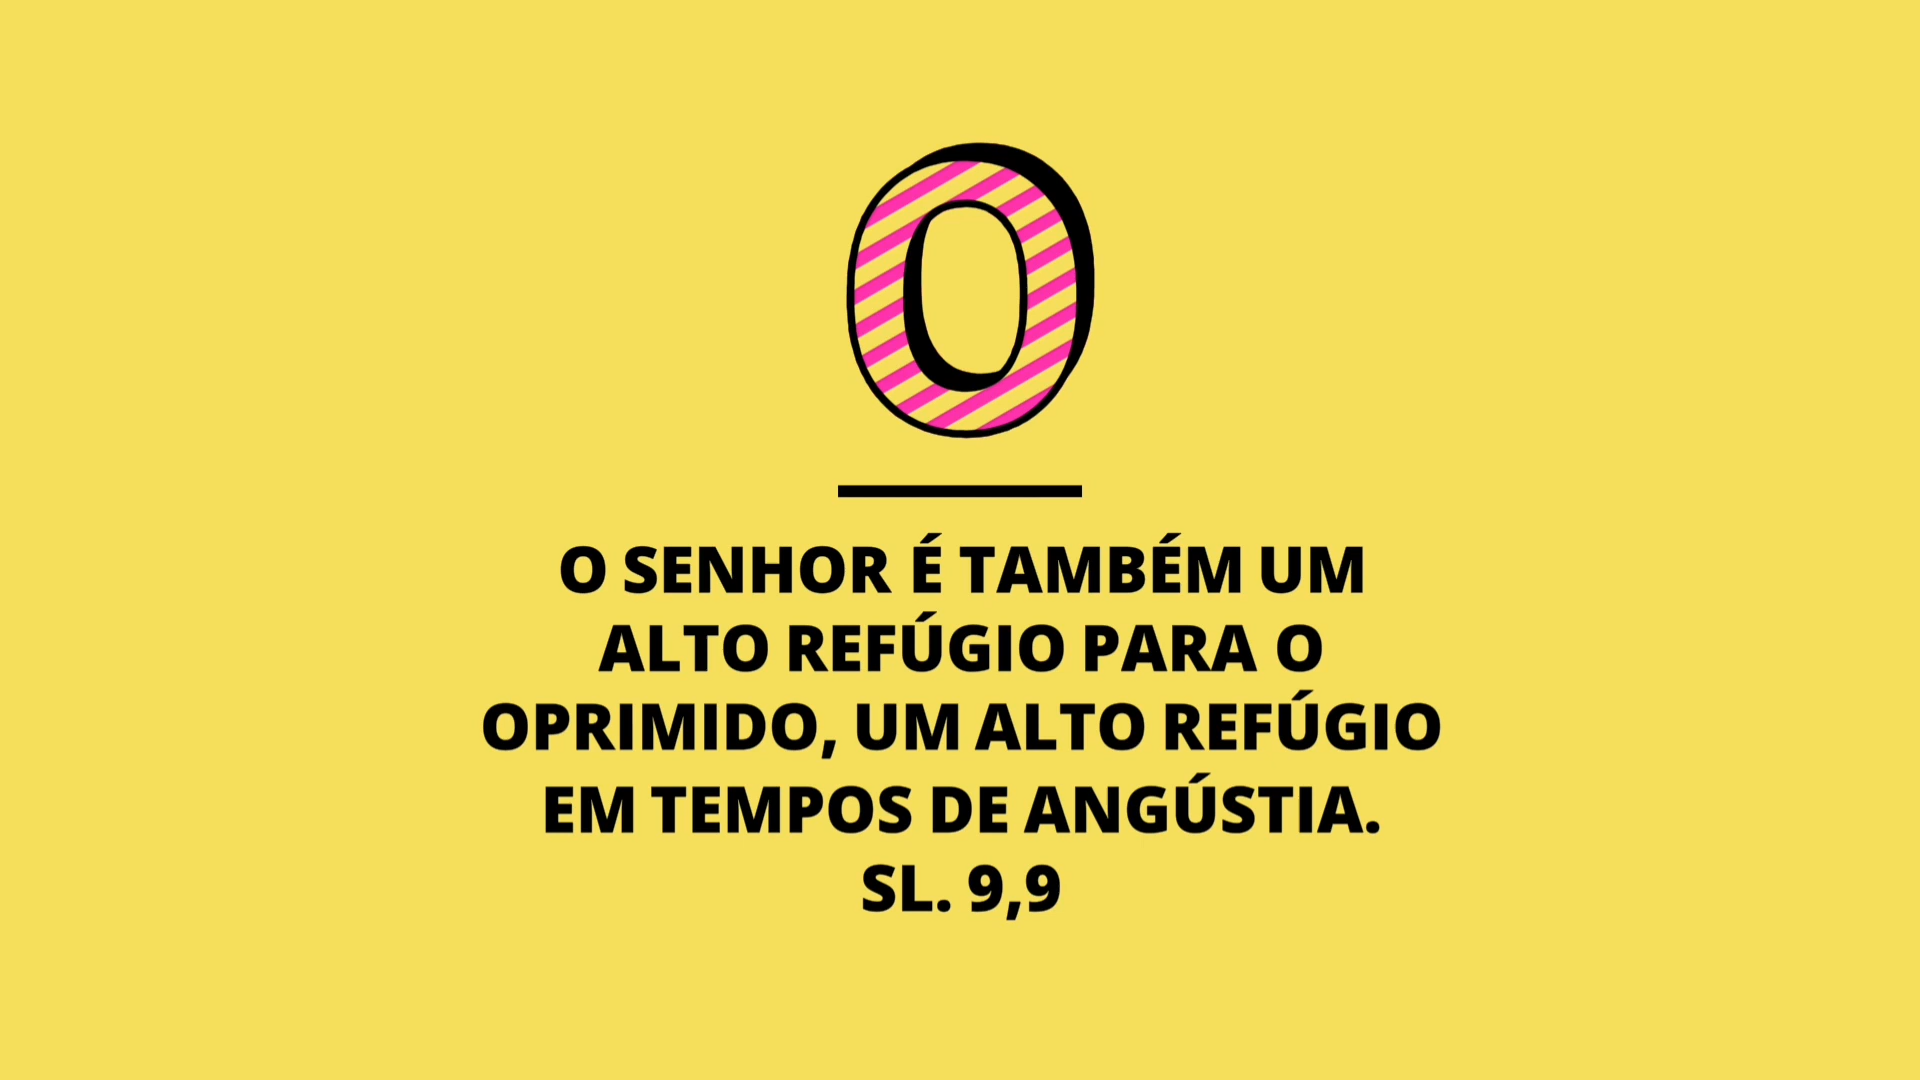 O
O SENHOR É TAMBÉM UM
ALTO REFÚGIO PARA O
OPRIMIDO, UM ALTO REFÚGIO
EM TEMPOS DE ANGÚSTIA.
SL. 9,9